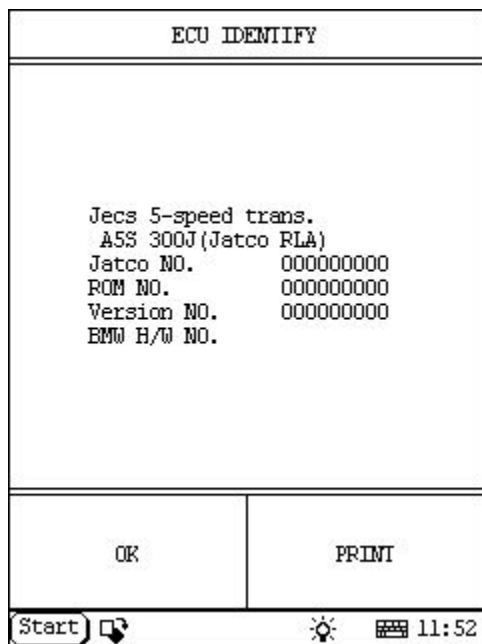 ECU IDENTIFY
Jecs 5-speed trans.
A5S 300J(Jatco RLA)
Jatco NO. 000000000
ROM NO. 000000000
Version NO. 000000000
BMW H/W NO.
OK PRINT
Start 11:52